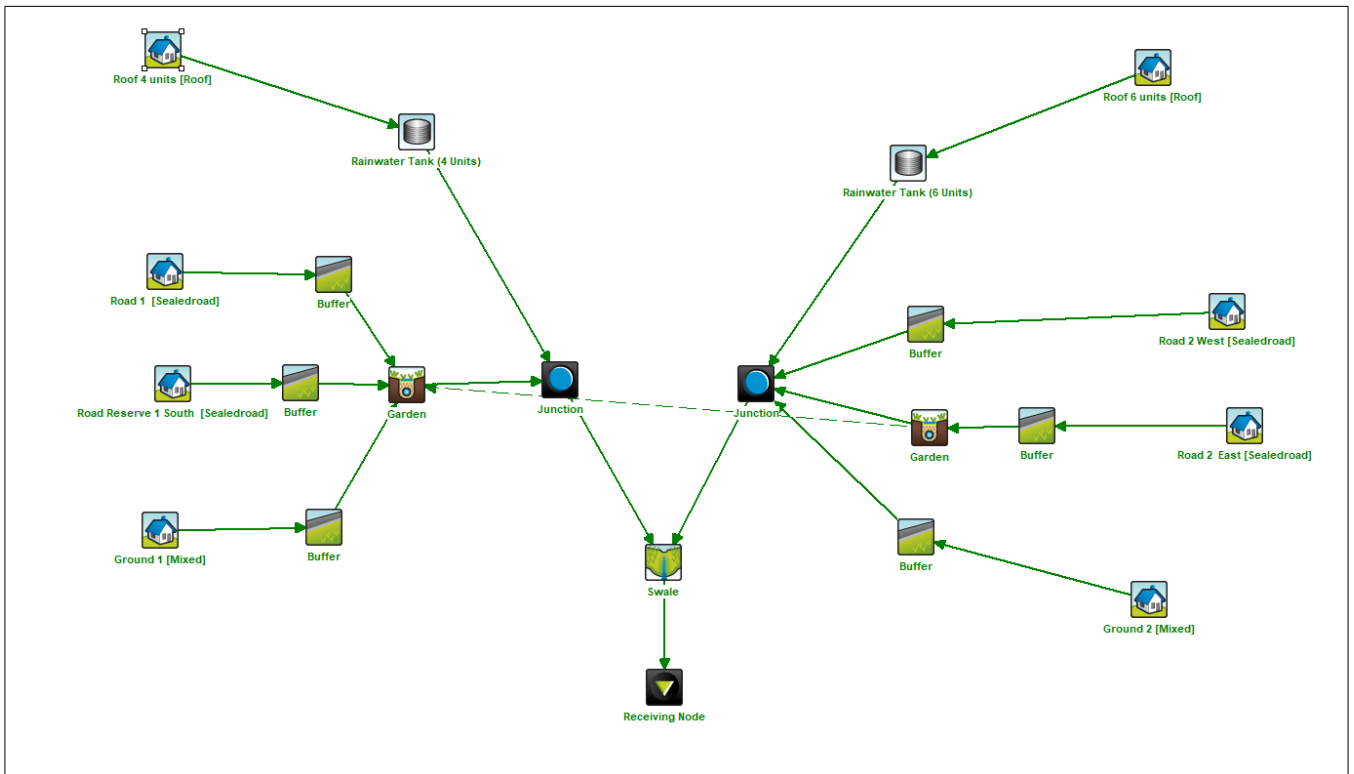 Roof 4 units [Roof]
Roof 6 units [Roof]
Rainwater Tank (4 Units)
Rainwater Tank (6 Units)
Road 1  [Sealedroad]
Buffer
Road 2 West [Sealedroad]
Buffer
Road Reserve 1 South  [Sealedroad]
Buffer
Garden
Junction
Junction
Garden
Buffer
Road 2  East [Sealedroad]
Ground 1 [Mixed]
Buffer
Buffer
Swale
Ground 2 [Mixed]
Receiving Node